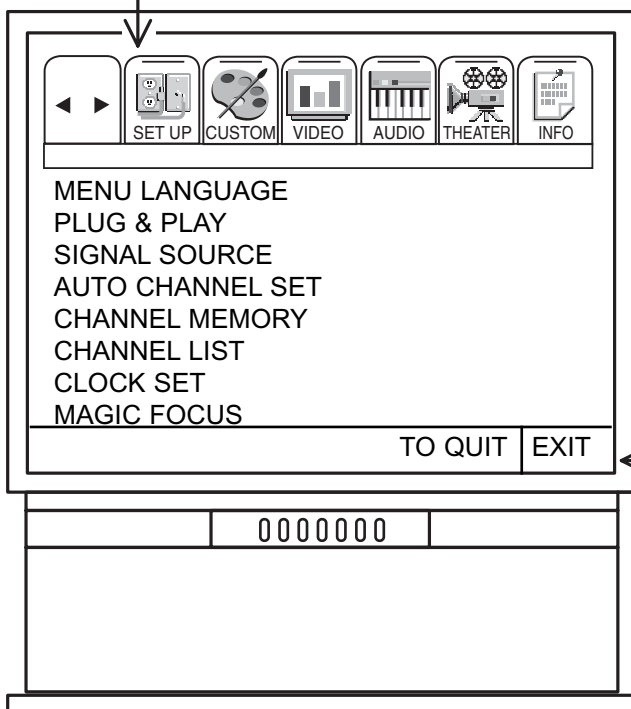 SET UP CUSTOM VIDEO AUDIO THEATER INFO
MENU LANGUAGE
PLUG & PLAY
SIGNAL SOURCE
AUTO CHANNEL SET
CHANNEL MEMORY
CHANNEL LIST
CLOCK SET
MAGIC FOCUS
TO QUIT EXIT